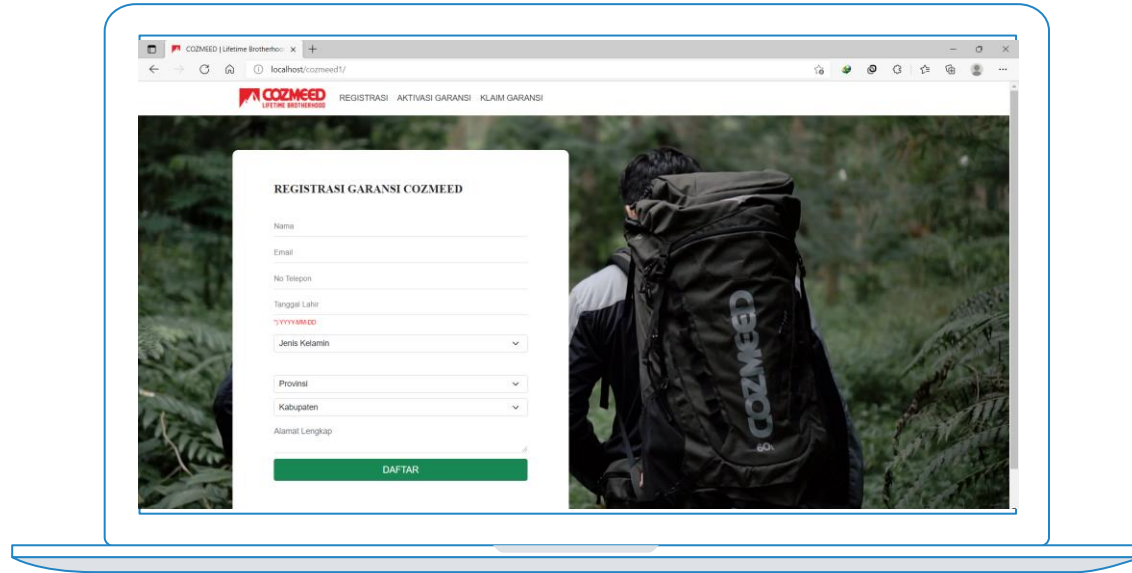 COZMEED | Lifetime Brotherhoo
localhost/cozmeed1/
COZMEED
LIFETIME BROTHERHOOD
REGISTRASI AKTIVASI GARANSI KLAIM GARANSI
REGISTRASI GARANSI COZMEED
Nama
Email
No Telepon
Tanggal Lahir
*) YYYY-MM-DD
Jenis Kelamin
Provinsi
Kabupaten
Alamat Lengkap
DAFTAR
COZMEED
60L